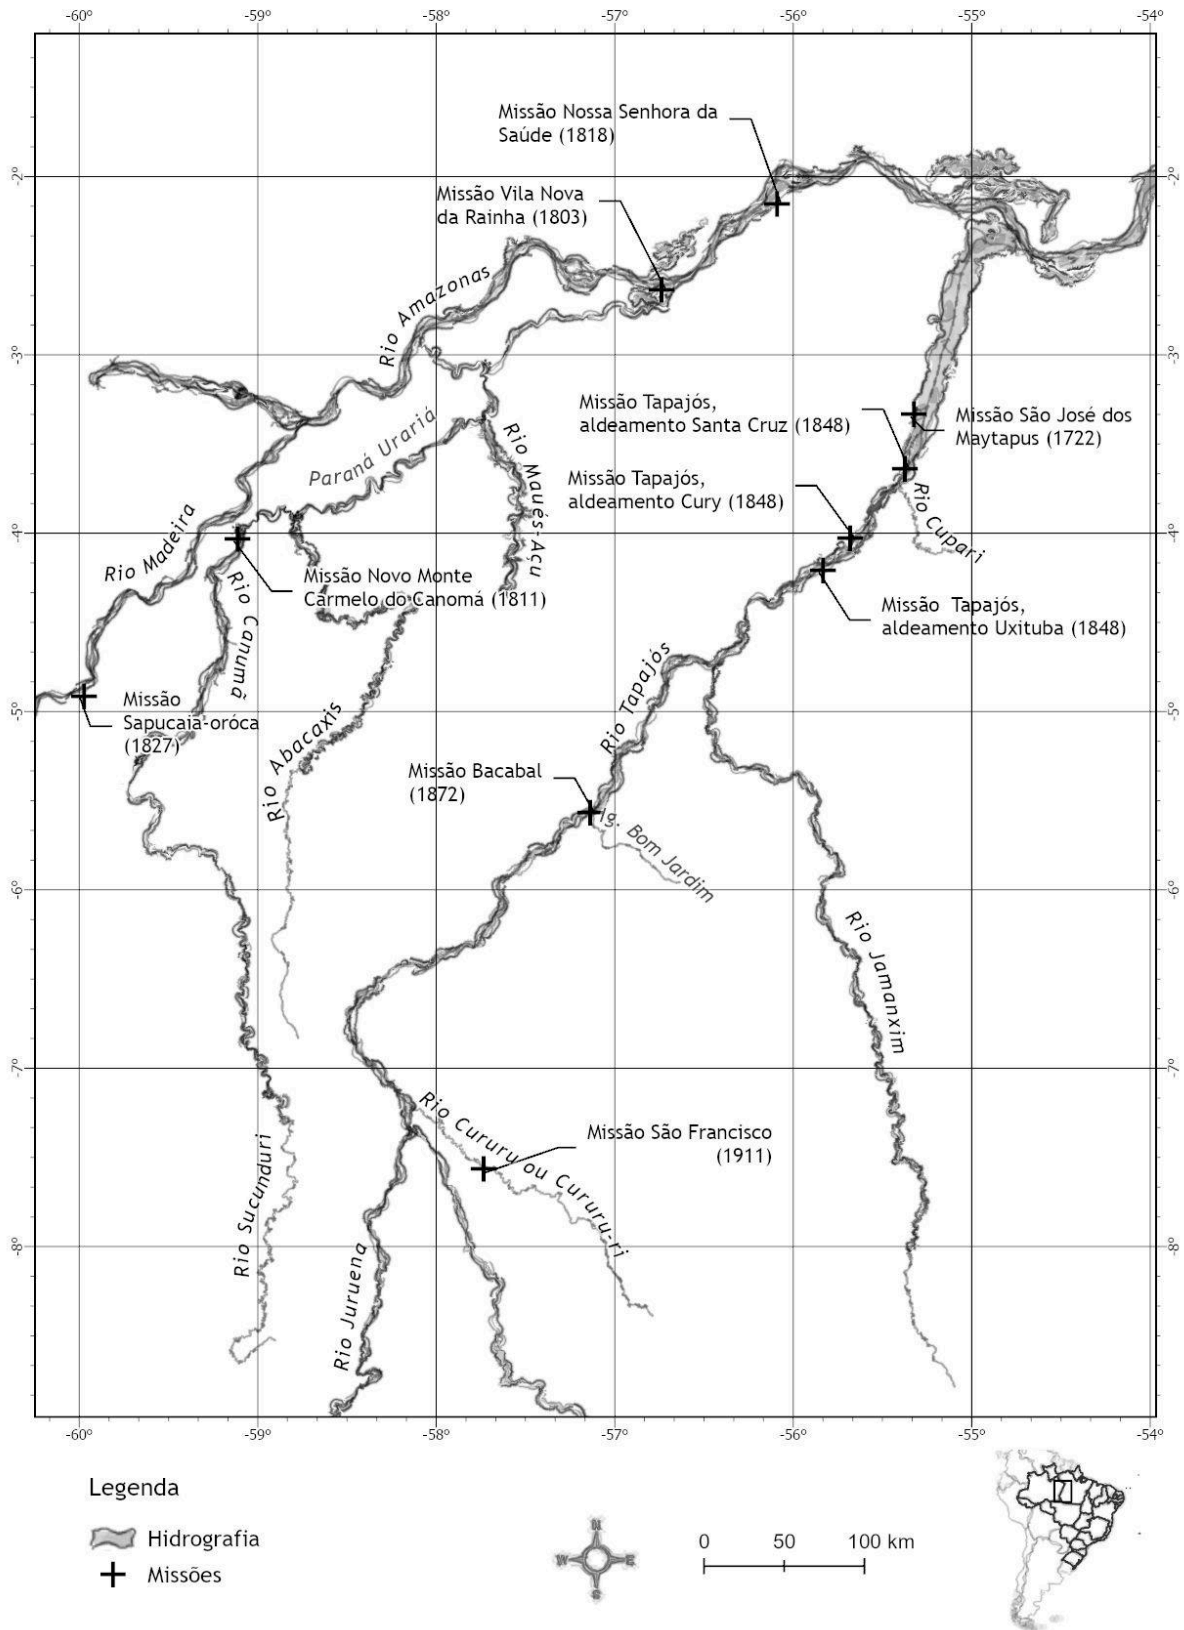 -60° -59° -58° -57° -56° -55° -54°
Missão Nossa Senhora da
Saúde (1818)
-2° -2°
Missão Vila Nova
da Rainha (1803)
Rio Amazonas
-3° -3°
Missão Tapajós,
aldeamento Santa Cruz (1848)
Missão São José dos
Maytapus (1722)
Paraná Urariá
Rio Maués-Açu
Missão Tapajós,
aldeamento Cury (1848)
Rio Cupari
-4° -4°
Rio Madeira
Missão Novo Monte
Carmelo do Canomá (1811)
Rio Canumã
Missão Tapajós,
aldeamento Uxituba (1848)
Rio Tapajós
-5° -5°
Missão
Sapucaia-oróca
(1827)
Rio Abacaxis
Missão Bacabal
(1872)
Ig. Bom Jardim
-6° -6°
Rio Jamanxim
-7° -7°
Rio Cururu ou Cururu-ri
Missão São Francisco
(1911)
Rio Sucunduri
-8° -8°
Rio Juruena
-60° -59° -58° -57° -56° -55° -54°
Legenda
Hidrografia
Missões
N
W E
S
0 50 100 km